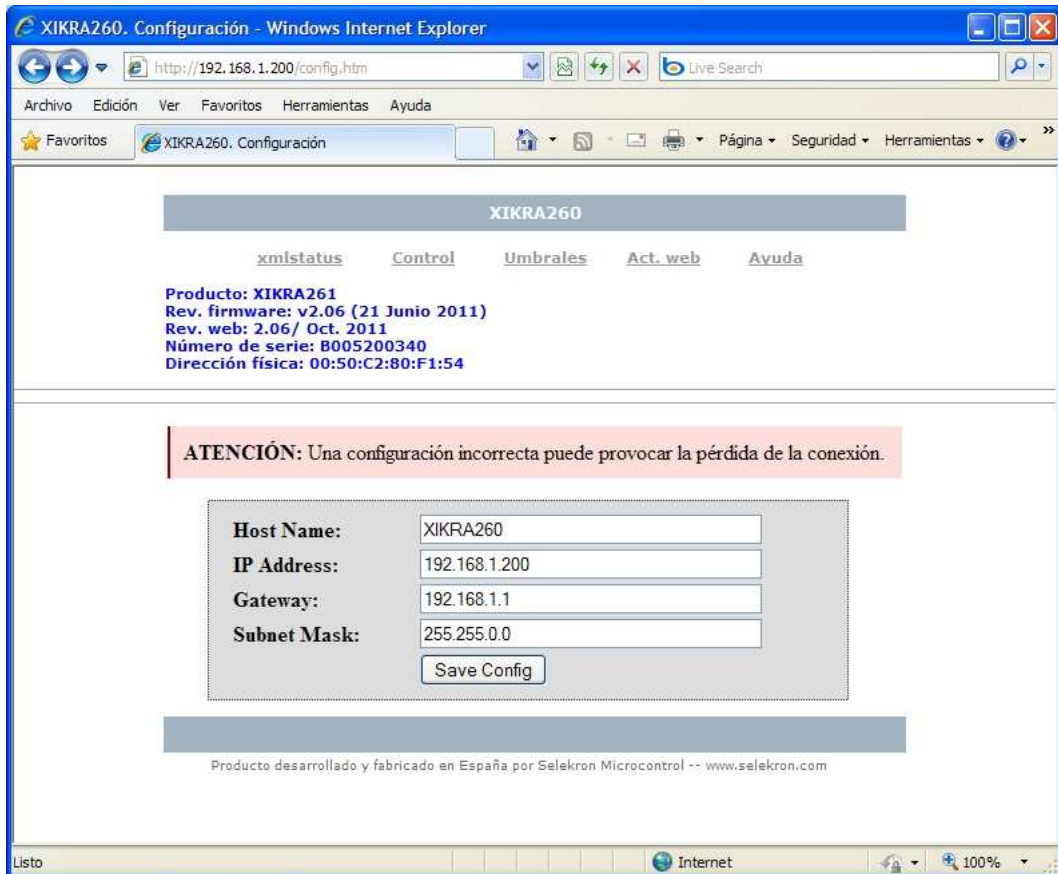 XIKRA260. Configuración - Windows Internet Explorer
http://192.168.1.200/config.htm
Live Search
Archivo Edición Ver Favoritos Herramientas Ayuda
Favoritos XIKRA260. Configuración Página Seguridad Herramientas »
XIKRA260
xmlstatus Control Umbrales Act. web Ayuda
Producto: XIKRA261
Rev. firmware: v2.06 (21 Junio 2011)
Rev. web: 2.06/ Oct. 2011
Número de serie: B005200340
Dirección física: 00:50:C2:80:F1:54
ATENCIÓN: Una configuración incorrecta puede provocar la pérdida de la conexión.
Host Name: XIKRA260
IP Address: 192.168.1.200
Gateway: 192.168.1.1
Subnet Mask: 255.255.0.0
Save Config
Producto desarrollado y fabricado en España por Selekron Microcontrol -- www.selekron.com
Listo Internet 100%